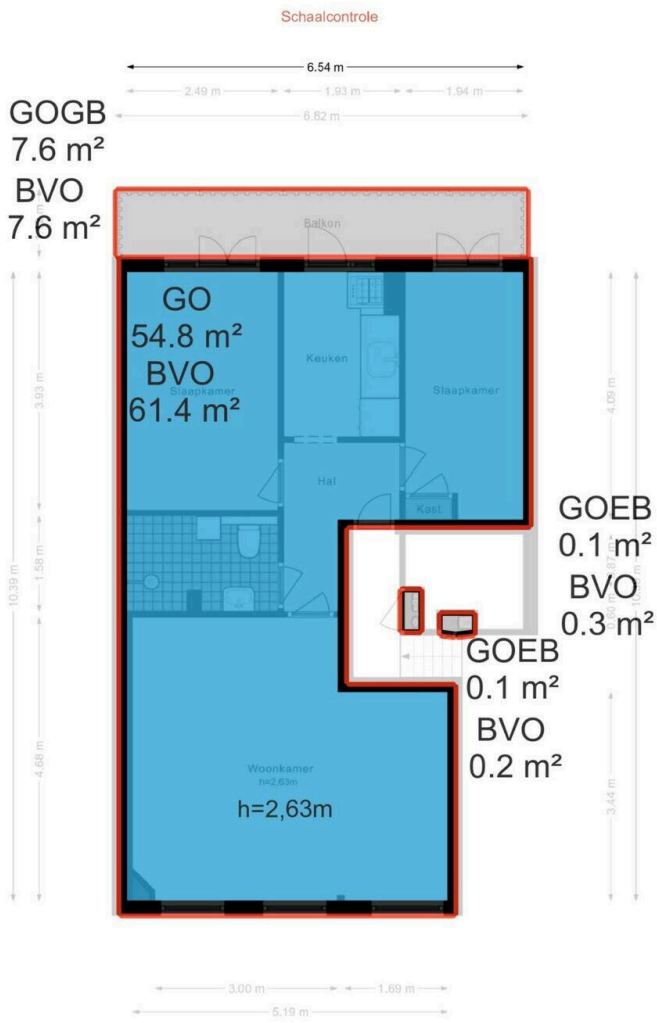 Schaalcontrole
6.54 m
2.49 m
1.93 m
1.94 m
6.82 m
GOGB
7.6 m²
BVO
7.6 m²
Balkon
GO
54.8 m²
BVO
61.4 m²
Slaapkamer
Keuken
Slaapkamer
3.93 m
4.09 m
Hal
Kast
GOEB
0.1 m²
BVO
0.3 m²
1.58 m
10.39 m
0.60 m
GOEB
0.1 m²
BVO
0.2 m²
4.68 m
3.44 m
Woonkamer
h=2,63m
h=2,63m
3.00 m
1.69 m
5.19 m